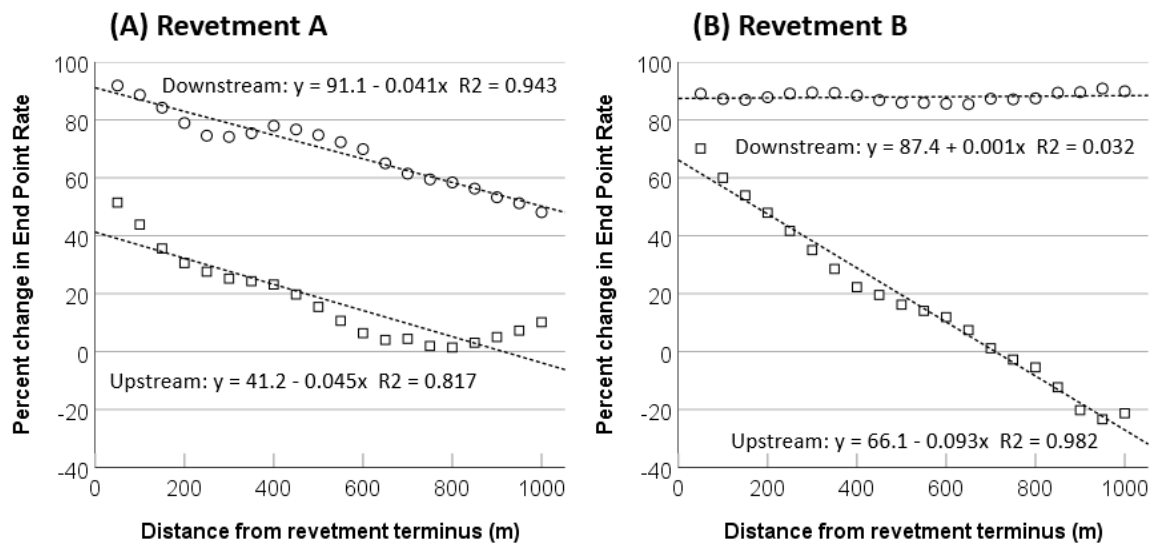 (A) Revetment A
(B) Revetment B
Percent change in End Point Rate
100
80
60
40
20
0
-20
-40
Downstream: y = 91.1 - 0.041x R2 = 0.943
Upstream: y = 41.2 - 0.045x R2 = 0.817
0 200 400 600 800 1000
Distance from revetment terminus (m)
Percent change in End Point Rate
100
80
60
40
20
0
-20
-40
Downstream: y = 87.4 + 0.001x R2 = 0.032
Upstream: y = 66.1 - 0.093x R2 = 0.982
0 200 400 600 800 1000
Distance from revetment terminus (m)